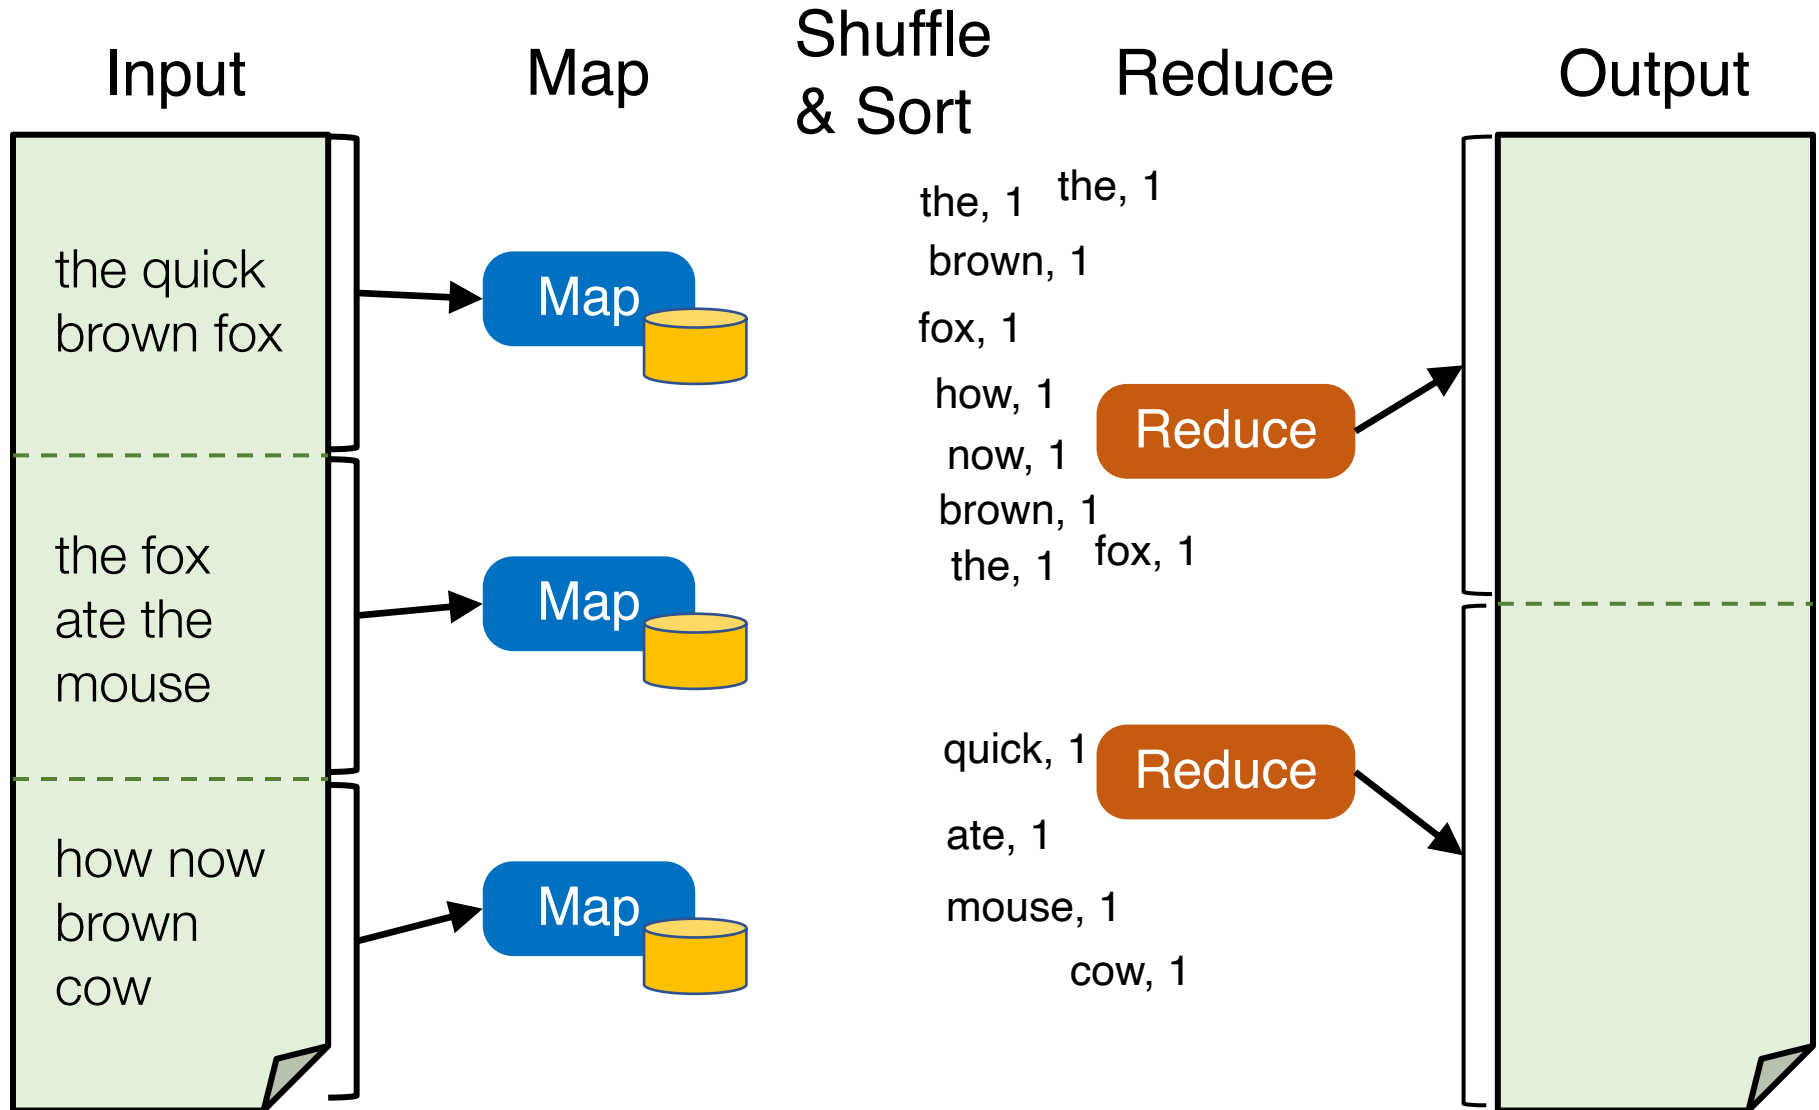 Input
Map
Shuffle
& Sort
Reduce
Output
the quick
brown fox
the fox
ate the
mouse
how now
brown
cow
Map
Map
Map
the, 1
the, 1
brown, 1
fox, 1
how, 1
now, 1
brown, 1
the, 1
fox, 1
quick, 1
ate, 1
mouse, 1
cow, 1
Reduce
Reduce